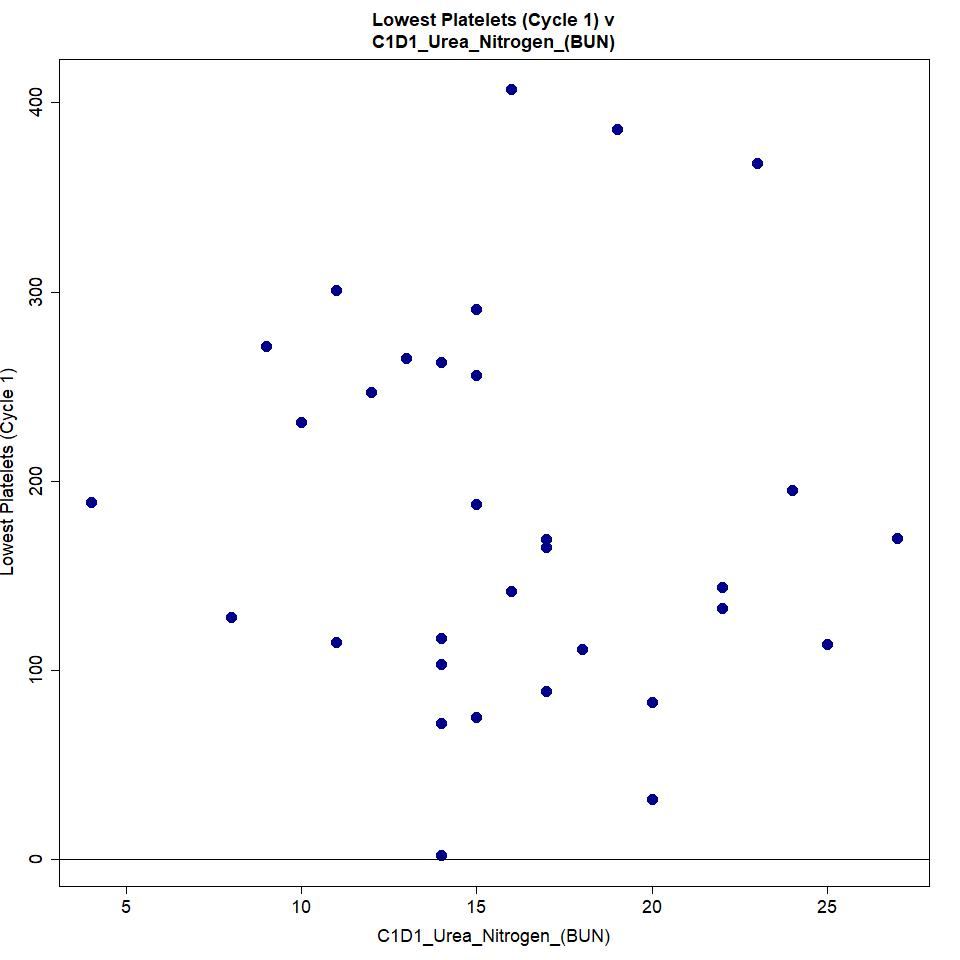 Lowest Platelets (Cycle 1) v
C1D1_Urea_Nitrogen_(BUN)
400
300
200
100
0
Lowest Platelets (Cycle 1)
5 10 15 20 25
C1D1_Urea_Nitrogen_(BUN)